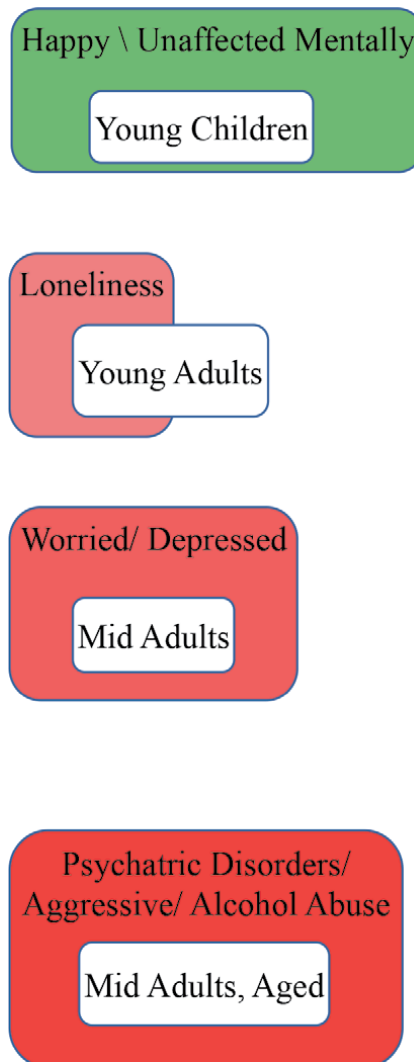 Happy \ Unaffected Mentally
Young Children
Loneliness
Young Adults
Worried/ Depressed
Mid Adults
Psychatric Disorders/
Aggressive/ Alcohol Abuse
Mid Adults, Aged